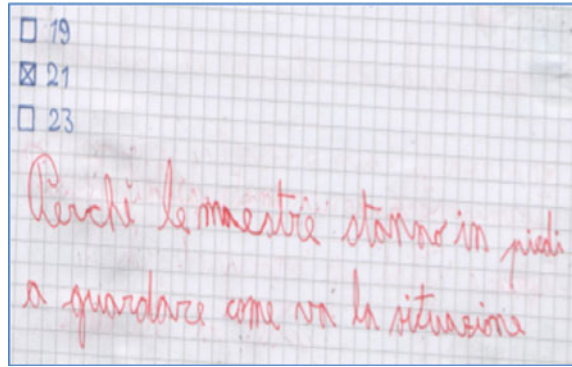 ☐ 19
☒ 21
☐ 23
Perchè le maestre stanno in piedi
a guardare come va la situazione